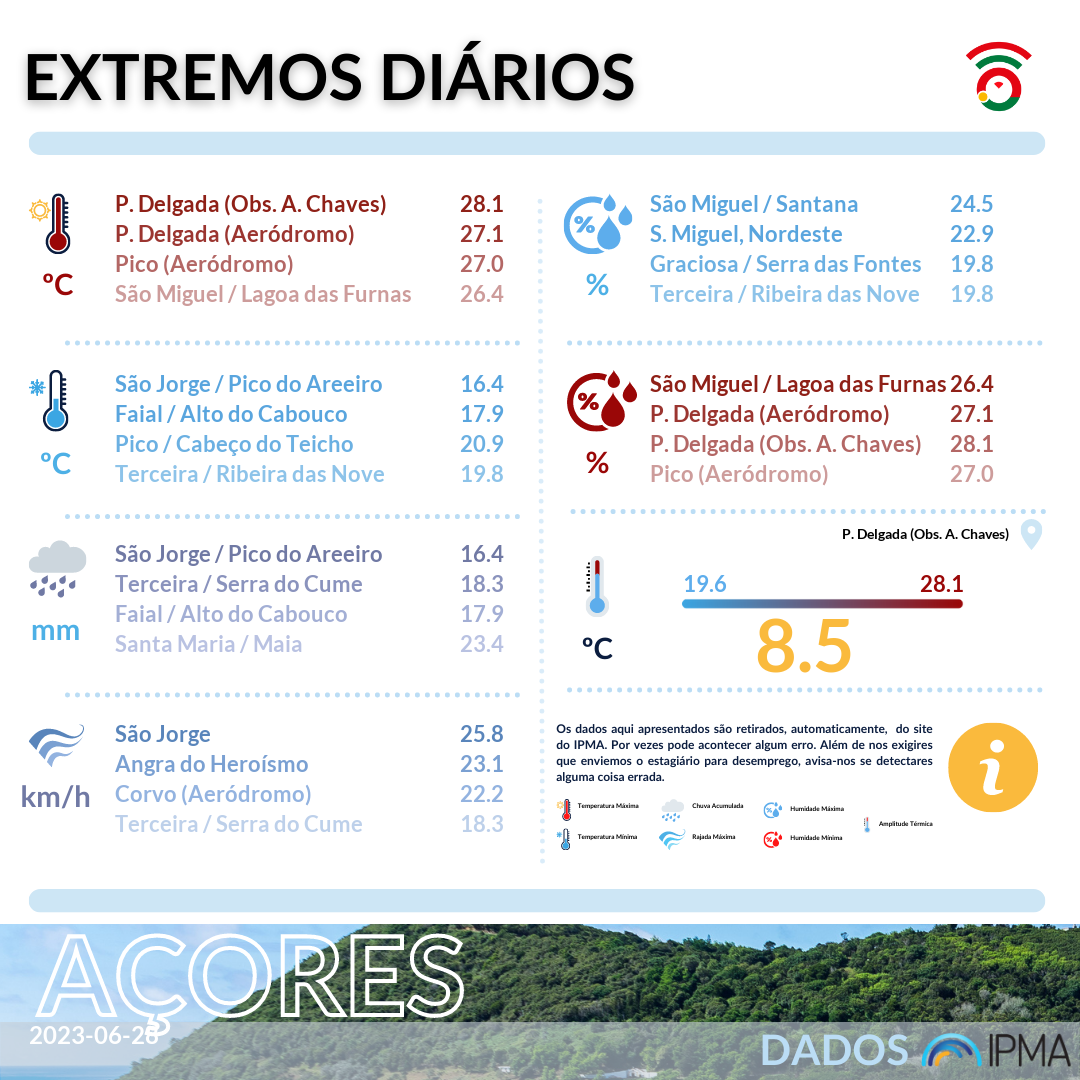 EXTREMOS DIÁRIOS
P. Delgada (Obs. A. Chaves) 28.1
P. Delgada (Aeródromo) 27.1
Pico (Aeródromo) 27.0
São Miguel / Lagoa das Furnas 26.4
ºC
São Jorge / Pico do Areeiro 16.4
Faial / Alto do Cabouco 17.9
Pico / Cabeço do Teicho 20.9
Terceira / Ribeira das Nove 19.8
ºC
São Jorge / Pico do Areeiro 16.4
Terceira / Serra do Cume 18.3
Faial / Alto do Cabouco 17.9
Santa Maria / Maia 23.4
mm
São Jorge 25.8
Angra do Heroísmo 23.1
Corvo (Aeródromo) 22.2
Terceira / Serra do Cume 18.3
km/h
%
São Miguel / Santana 24.5
S. Miguel, Nordeste 22.9
Graciosa / Serra das Fontes 19.8
Terceira / Ribeira das Nove 19.8
%
%
São Miguel / Lagoa das Furnas 26.4
P. Delgada (Aeródromo) 27.1
P. Delgada (Obs. A. Chaves) 28.1
Pico (Aeródromo) 27.0
%
P. Delgada (Obs. A. Chaves)
19.6 28.1
8.5
ºC
Os dados aqui apresentados são retirados, automaticamente, do site
do IPMA. Por vezes pode acontecer algum erro. Além de nos exigires
que enviemos o estagiário para desemprego, avisa-nos se detectares
alguma coisa errada.
i
Temperatura Máxima
Chuva Acumulada
Humidade Máxima
Amplitude Térmica
Temperatura Mínima
Rajada Máxima
Humidade Mínima
AÇORES
2023-06-28
DADOS IPMA